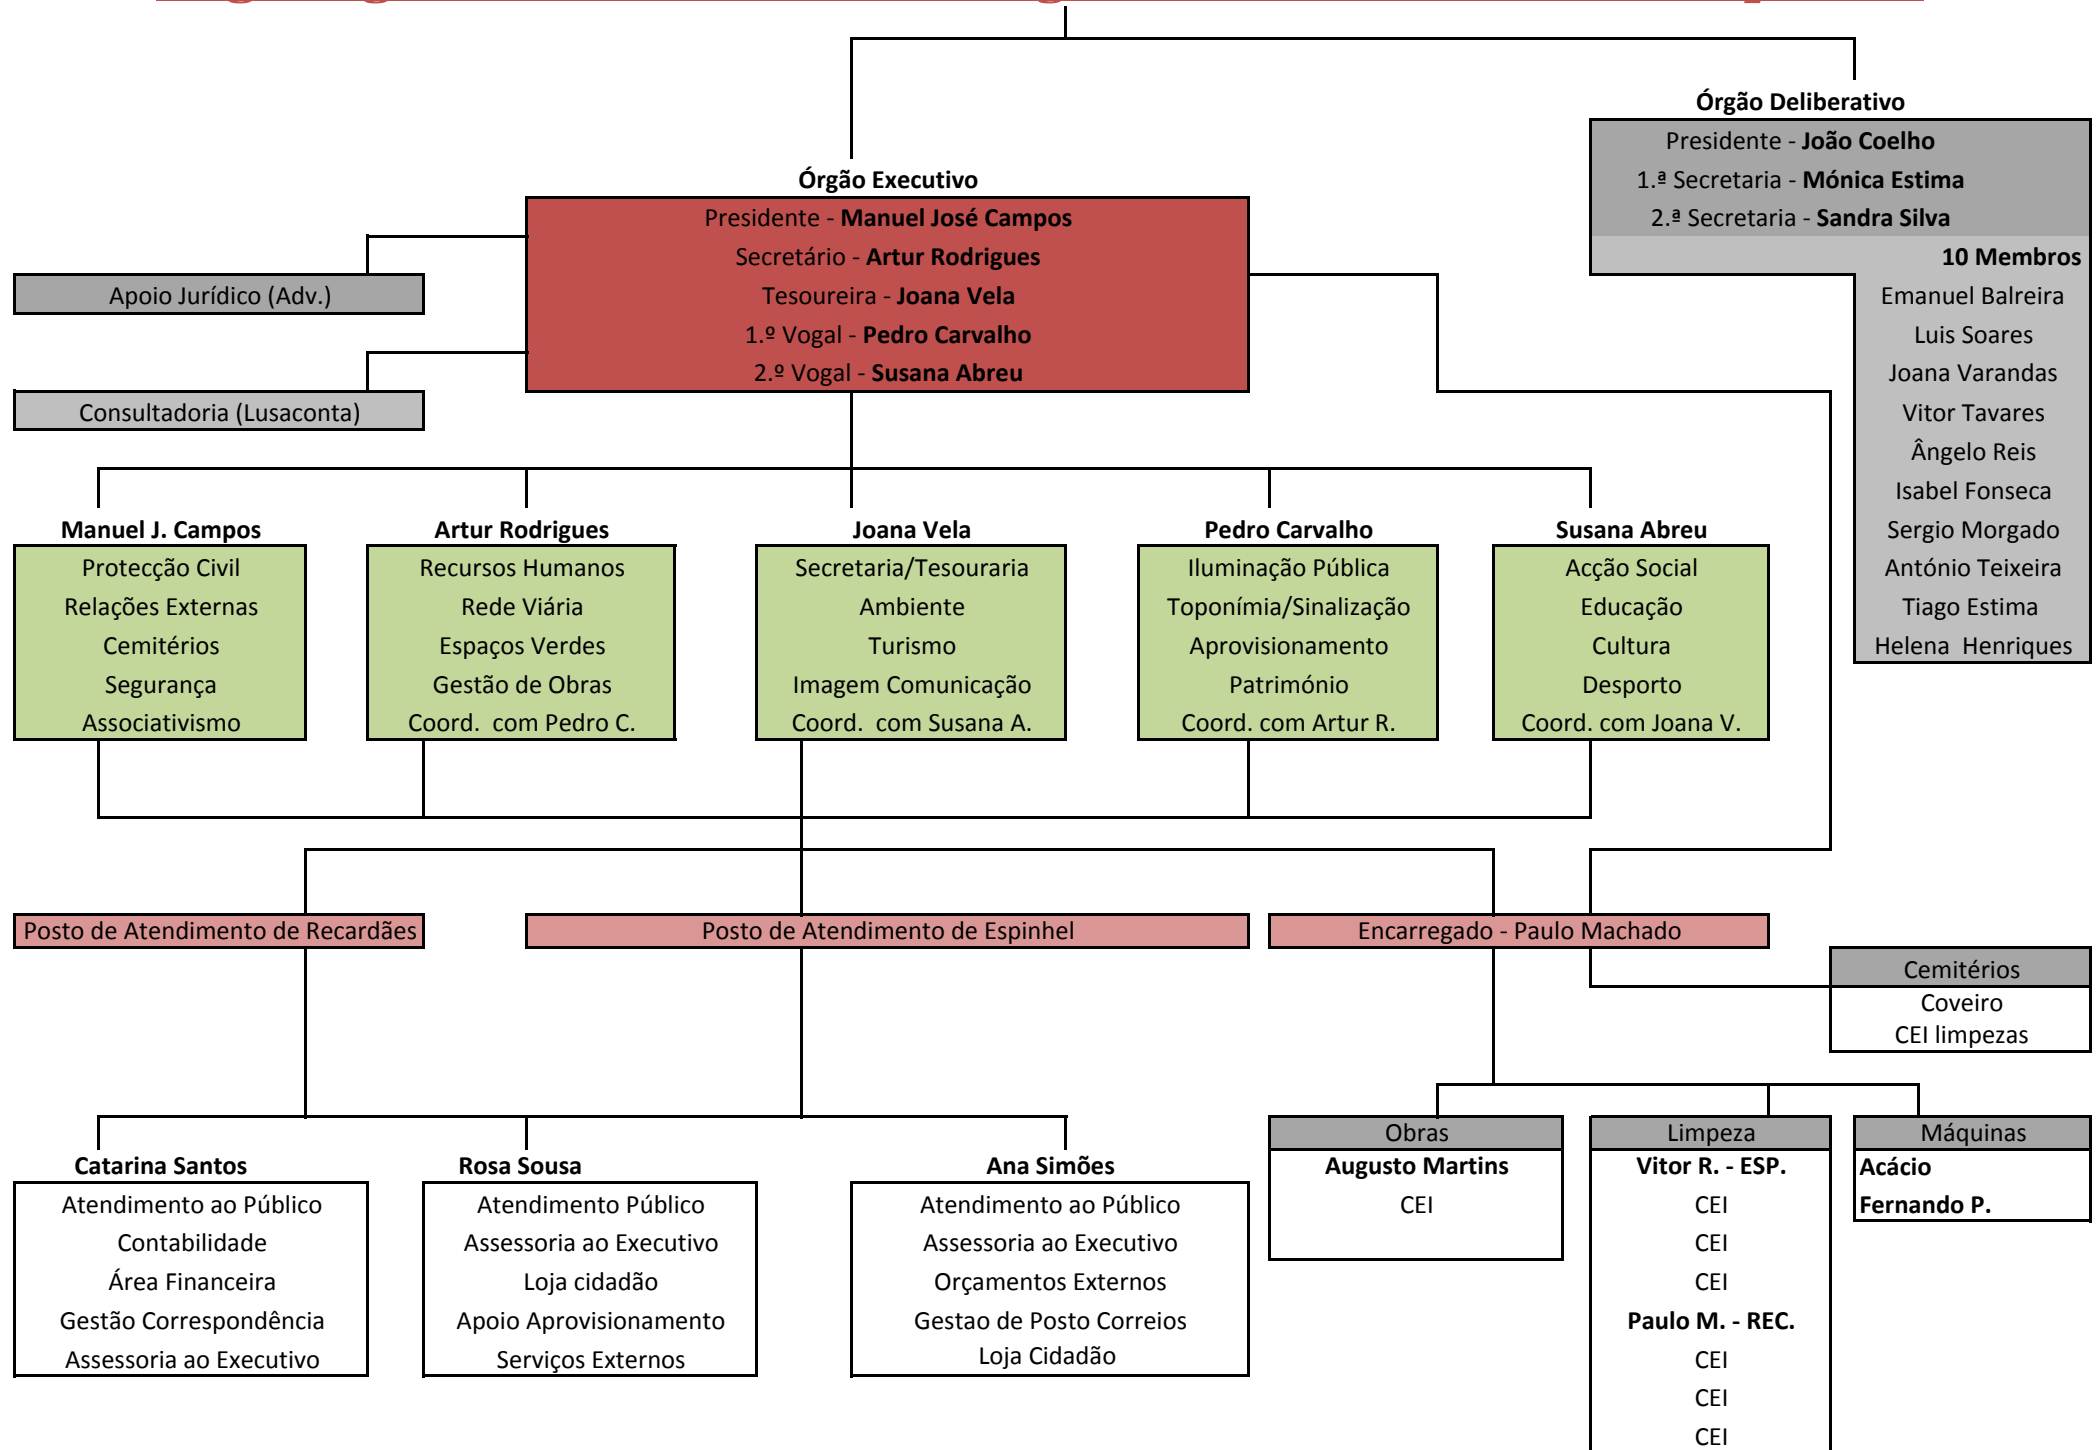 Órgão Deliberativo
Presidente - João Coelho
1.ª Secretaria - Mónica Estima
2.ª Secretaria - Sandra Silva
10 Membros
Emanuel Balreira
Luis Soares
Joana Varandas
Vitor Tavares
Ângelo Reis
Isabel Fonseca
Sergio Morgado
António Teixeira
Tiago Estima
Helena Henriques
Órgão Executivo
Presidente - Manuel José Campos
Secretário - Artur Rodrigues
Tesoureira - Joana Vela
1.º Vogal - Pedro Carvalho
2.º Vogal - Susana Abreu
Apoio Jurídico (Adv.)
Consultadoria (Lusaconta)
Manuel J. Campos
Protecção Civil
Relações Externas
Cemitérios
Segurança
Associativismo
Artur Rodrigues
Recursos Humanos
Rede Viária
Espaços Verdes
Gestão de Obras
Coord. com Pedro C.
Joana Vela
Secretaria/Tesouraria
Ambiente
Turismo
Imagem Comunicação
Coord. com Susana A.
Pedro Carvalho
Iluminação Pública
Toponímia/Sinalização
Aprovisionamento
Património
Coord. com Artur R.
Susana Abreu
Acção Social
Educação
Cultura
Desporto
Coord. com Joana V.
Posto de Atendimento de Recardães
Posto de Atendimento de Espinhel
Encarregado - Paulo Machado
Cemitérios
Coveiro
CEI limpezas
Catarina Santos
Atendimento ao Público
Contabilidade
Área Financeira
Gestão Correspondência
Assessoria ao Executivo
Rosa Sousa
Atendimento Público
Assessoria ao Executivo
Loja cidadão
Apoio Aprovisionamento
Serviços Externos
Ana Simões
Atendimento ao Público
Assessoria ao Executivo
Orçamentos Externos
Gestao de Posto Correios
Loja Cidadão
Obras
Augusto Martins
CEI
Limpeza
Vitor R. - ESP.
CEI
CEI
CEI
Paulo M. - REC.
CEI
CEI
CEI
Máquinas
Acácio
Fernando P.